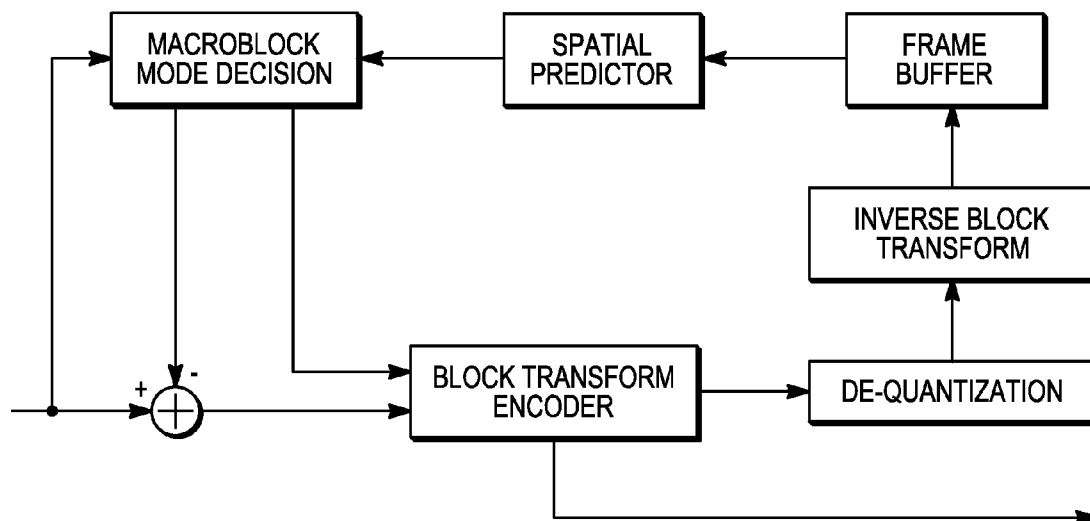 MACROBLOCK
MODE DECISION
SPATIAL
PREDICTOR
FRAME
BUFFER
INVERSE BLOCK
TRANSFORM
+
-
BLOCK TRANSFORM
ENCODER
DE-QUANTIZATION